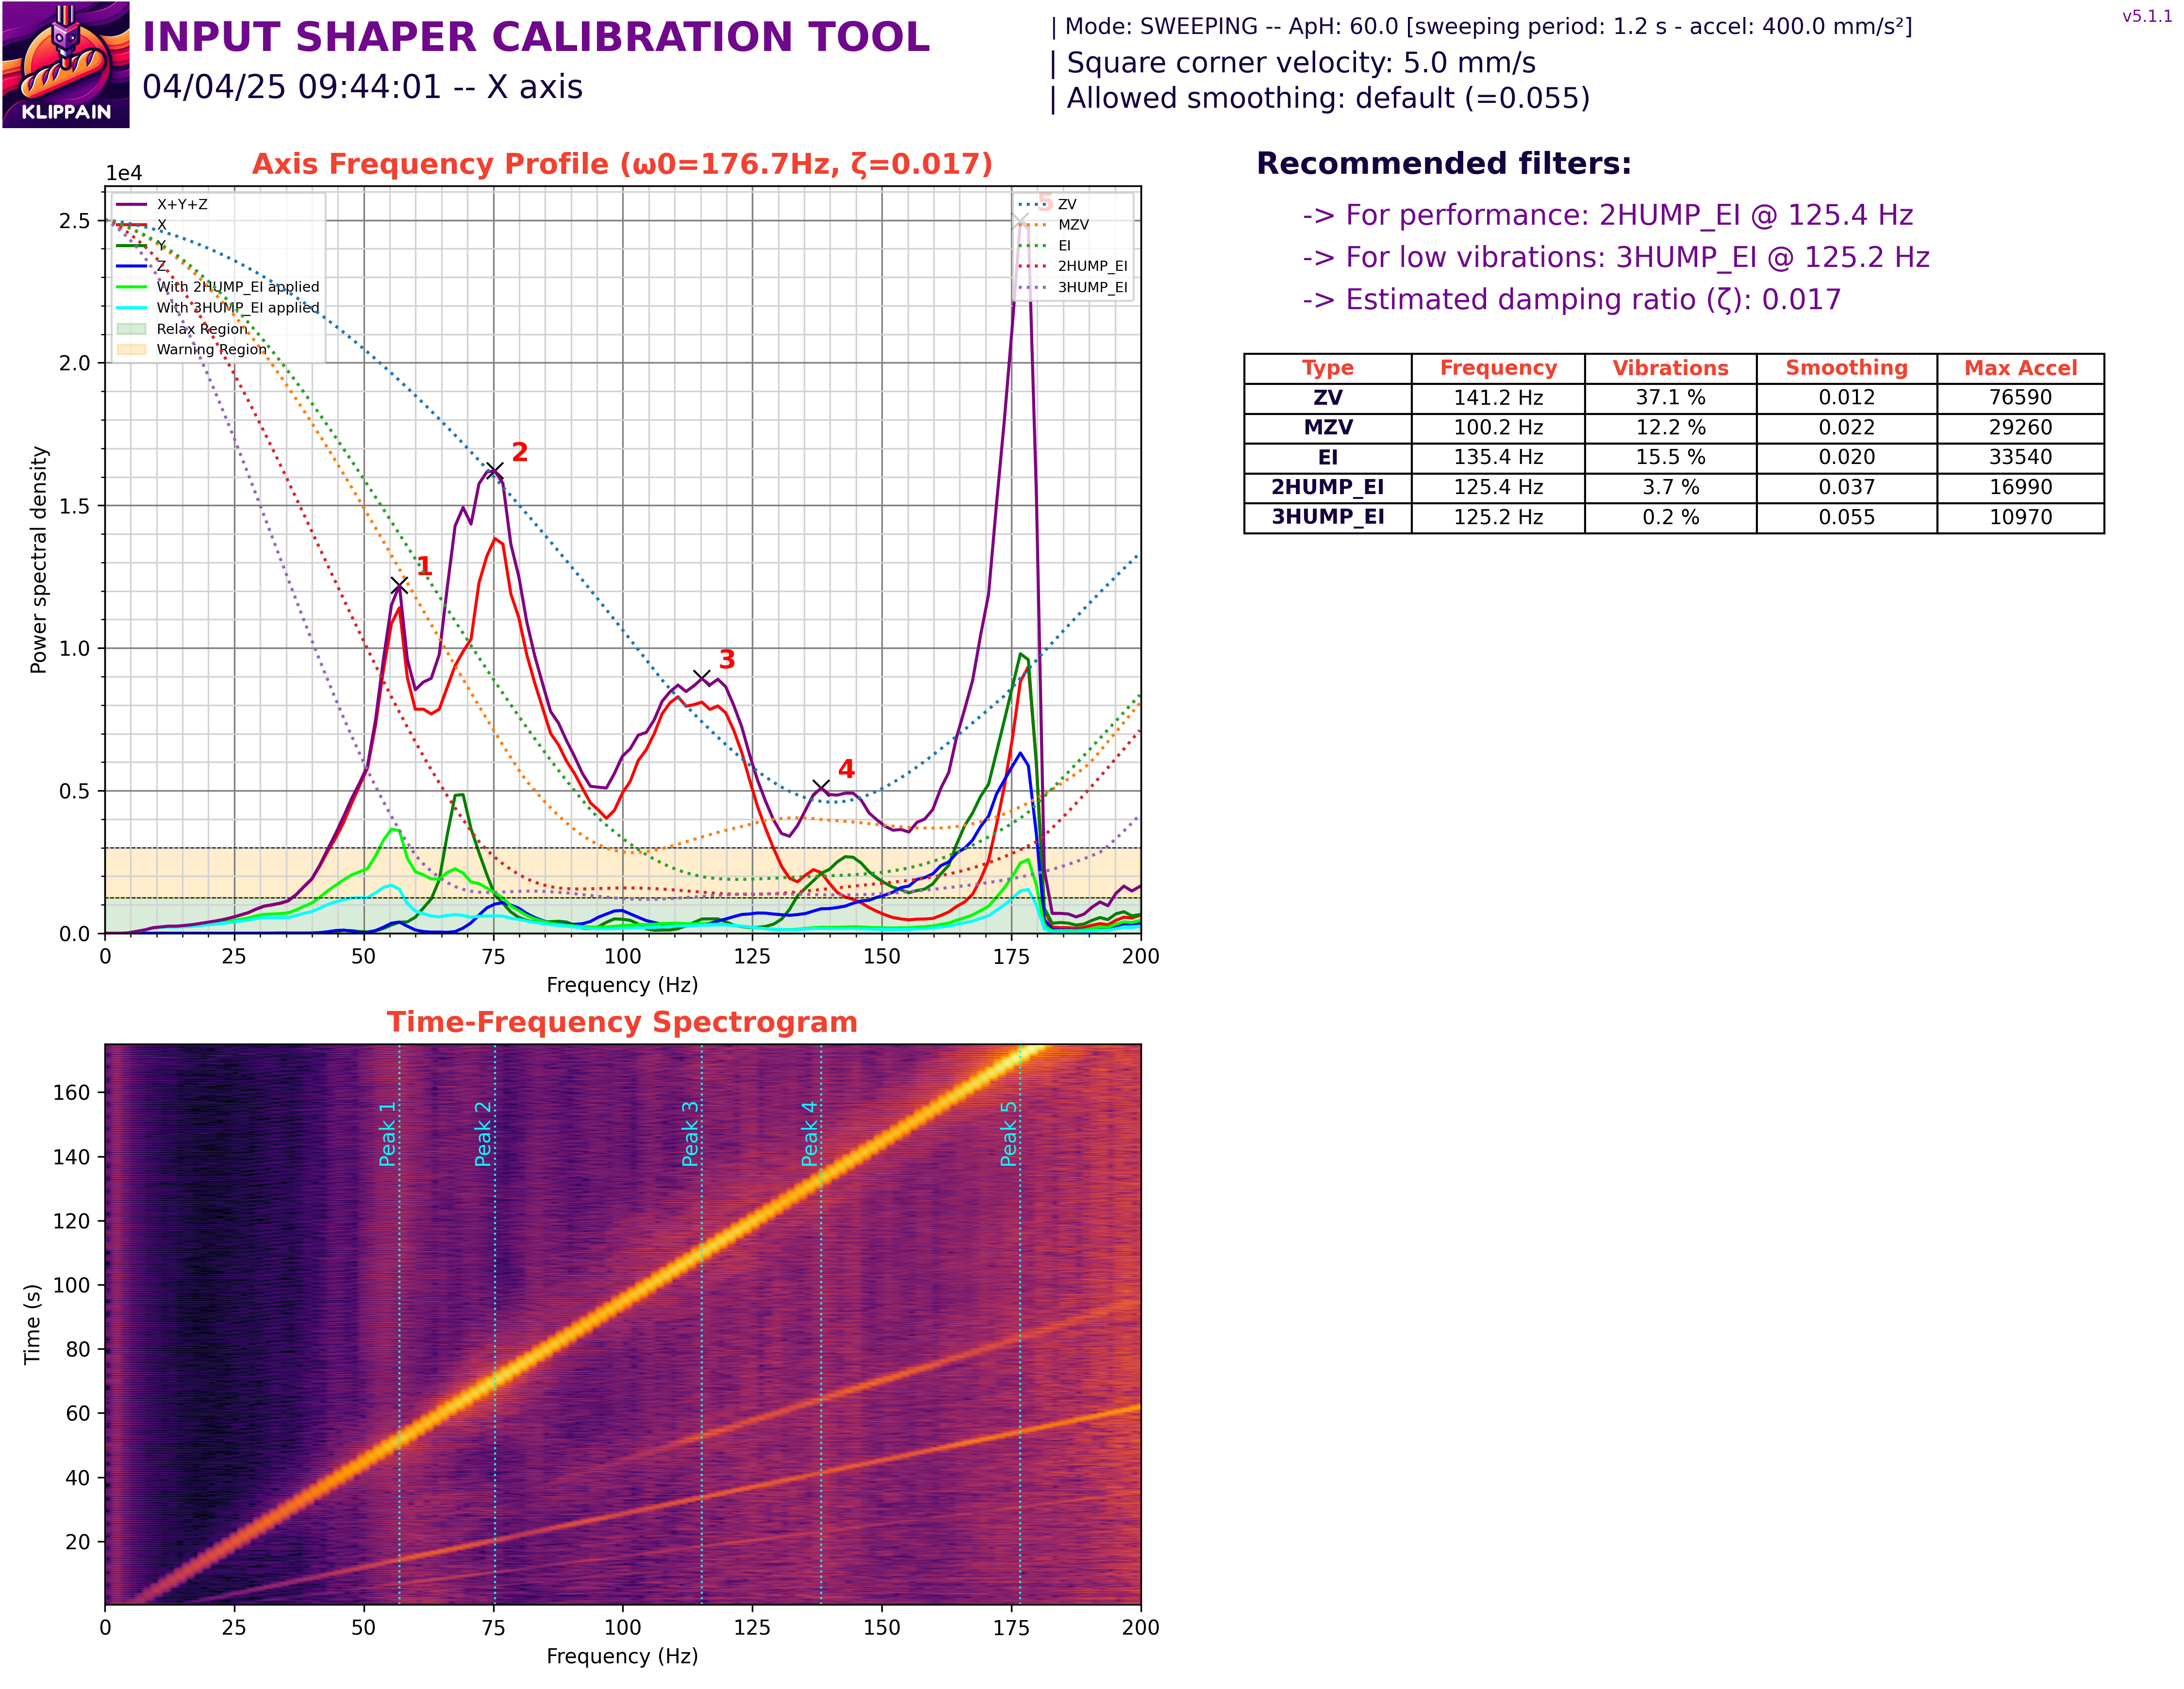 KLIPPAIN
INPUT SHAPER CALIBRATION TOOL
04/04/25 09:44:01 -- X axis
| Mode: SWEEPING -- ApH: 60.0 [sweeping period: 1.2 s - accel: 400.0 mm/s²]
| Square corner velocity: 5.0 mm/s
| Allowed smoothing: default (=0.055)
v5.1.1
Axis Frequency Profile (ω0=176.7Hz, ζ=0.017)
1e4
Power spectral density
2.5
2.0
1.5
1.0
0.5
0.0
X+Y+Z
X
Y
Z
With 2HUMP_EI applied
With 3HUMP_EI applied
Relax Region
Warning Region
ZV
MZV
EI
2HUMP_EI
3HUMP_EI
1
2
3
4
5
0 25 50 75 100 125 150 175 200
Frequency (Hz)
Recommended filters:
-> For performance: 2HUMP_EI @ 125.4 Hz
-> For low vibrations: 3HUMP_EI @ 125.2 Hz
-> Estimated damping ratio (ζ): 0.017
Type Frequency Vibrations Smoothing Max Accel
ZV 141.2 Hz 37.1 % 0.012 76590
MZV 100.2 Hz 12.2 % 0.022 29260
EI 135.4 Hz 15.5 % 0.020 33540
2HUMP_EI 125.4 Hz 3.7 % 0.037 16990
3HUMP_EI 125.2 Hz 0.2 % 0.055 10970
Time-Frequency Spectrogram
Time (s)
160
140
120
100
80
60
40
20
Peak 1
Peak 2
Peak 3
Peak 4
Peak 5
0 25 50 75 100 125 150 175 200
Frequency (Hz)